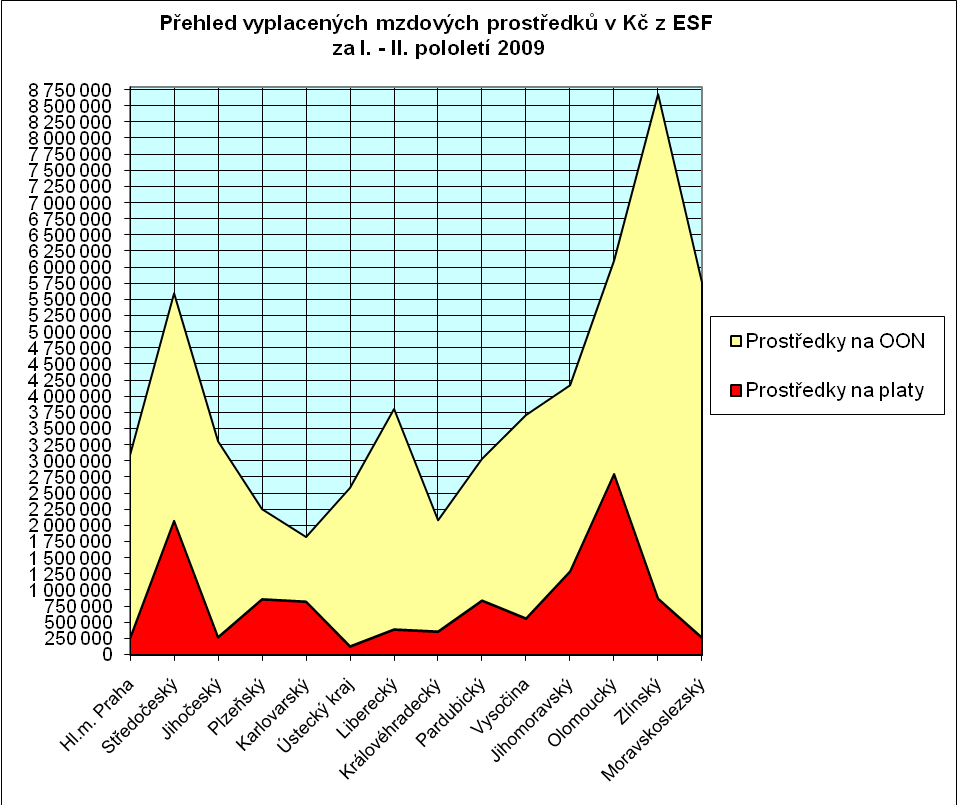 Přehled vyplacených mzdových prostředků v Kč z ESF
za I. - II. pololetí 2009
8 750 000
8 500 000
8 250 000
8 000 000
7 750 000
7 500 000
7 250 000
7 000 000
6 750 000
6 500 000
6 250 000
6 000 000
5 750 000
5 500 000
5 250 000
5 000 000
4 750 000
4 500 000
4 250 000
4 000 000
3 750 000
3 500 000
3 250 000
3 000 000
2 750 000
2 500 000
2 250 000
2 000 000
1 750 000
1 500 000
1 250 000
1 000 000
750 000
500 000
250 000
0
Prostředky na OON
Prostředky na platy
Hl.m. Praha
Středočeský
Jihočeský
Plzeňský
Karlovarský
Ústecký kraj
Liberecký
Královéhradecký
Pardubický
Vysočina
Jihomoravský
Olomoucký
Zlínský
Moravskoslezský